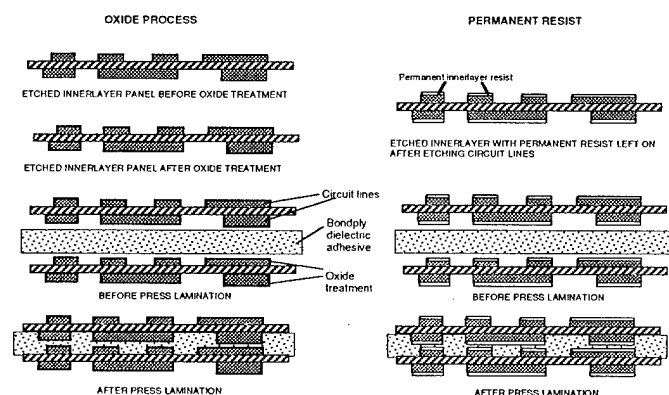 OXIDE PROCESS
ETCHED INNERLAYER PANEL BEFORE OXIDE TREATMENT
ETCHED INNERLAYER PANEL AFTER OXIDE TREATMENT
Circuit lines
Bondply
dielectric
adhesive
Oxide
treatment
BEFORE PRESS LAMINATION
AFTER PRESS LAMINATION
PERMANENT RESIST
Permanent innerlayer resist
ETCHED INNERLAYER WITH PERMANENT RESIST LEFT ON
AFTER ETCHING CIRCUIT LINES
BEFORE PRESS LAMINATION
AFTER PRESS LAMINATION